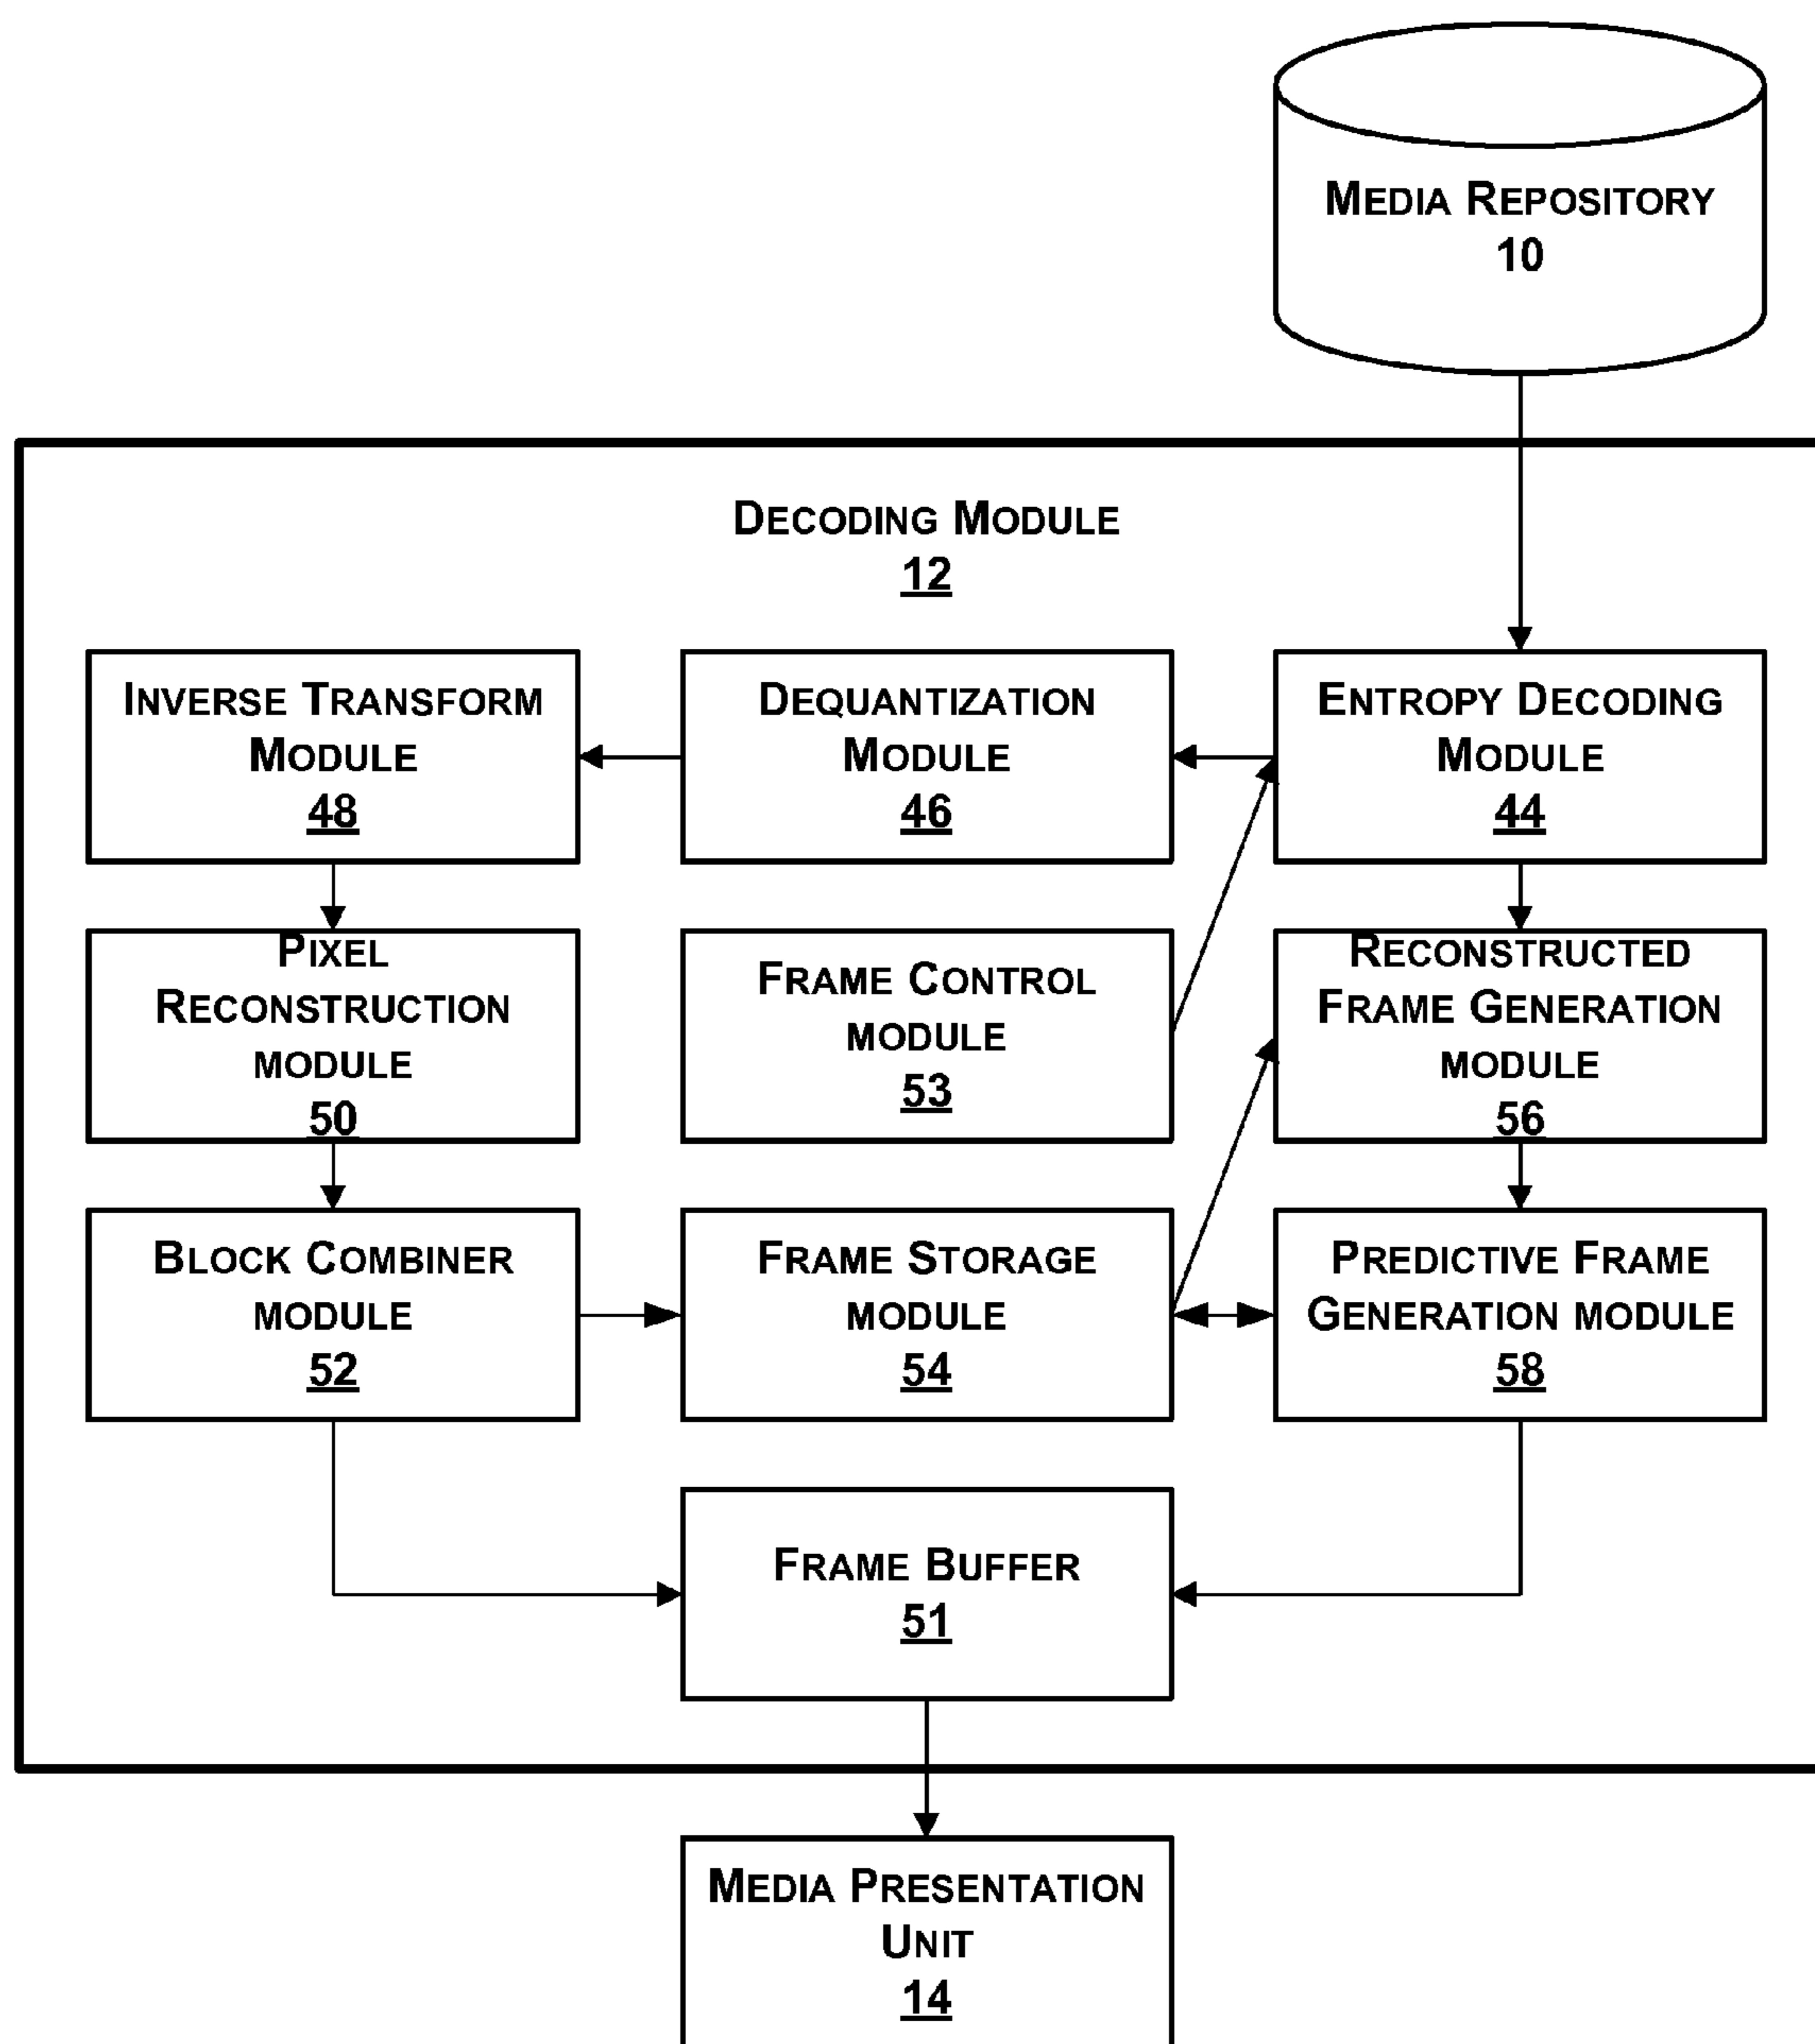 MEDIA REPOSITORY
10
DECODING MODULE
12
INVERSE TRANSFORM
MODULE
48
DEQUANTIZATION
MODULE
46
ENTROPY DECODING
MODULE
44
PIXEL
RECONSTRUCTION
MODULE
50
FRAME CONTROL
MODULE
53
RECONSTRUCTED
FRAME GENERATION
MODULE
56
BLOCK COMBINER
MODULE
52
FRAME STORAGE
MODULE
54
PREDICTIVE FRAME
GENERATION MODULE
58
FRAME BUFFER
51
MEDIA PRESENTATION
UNIT
14